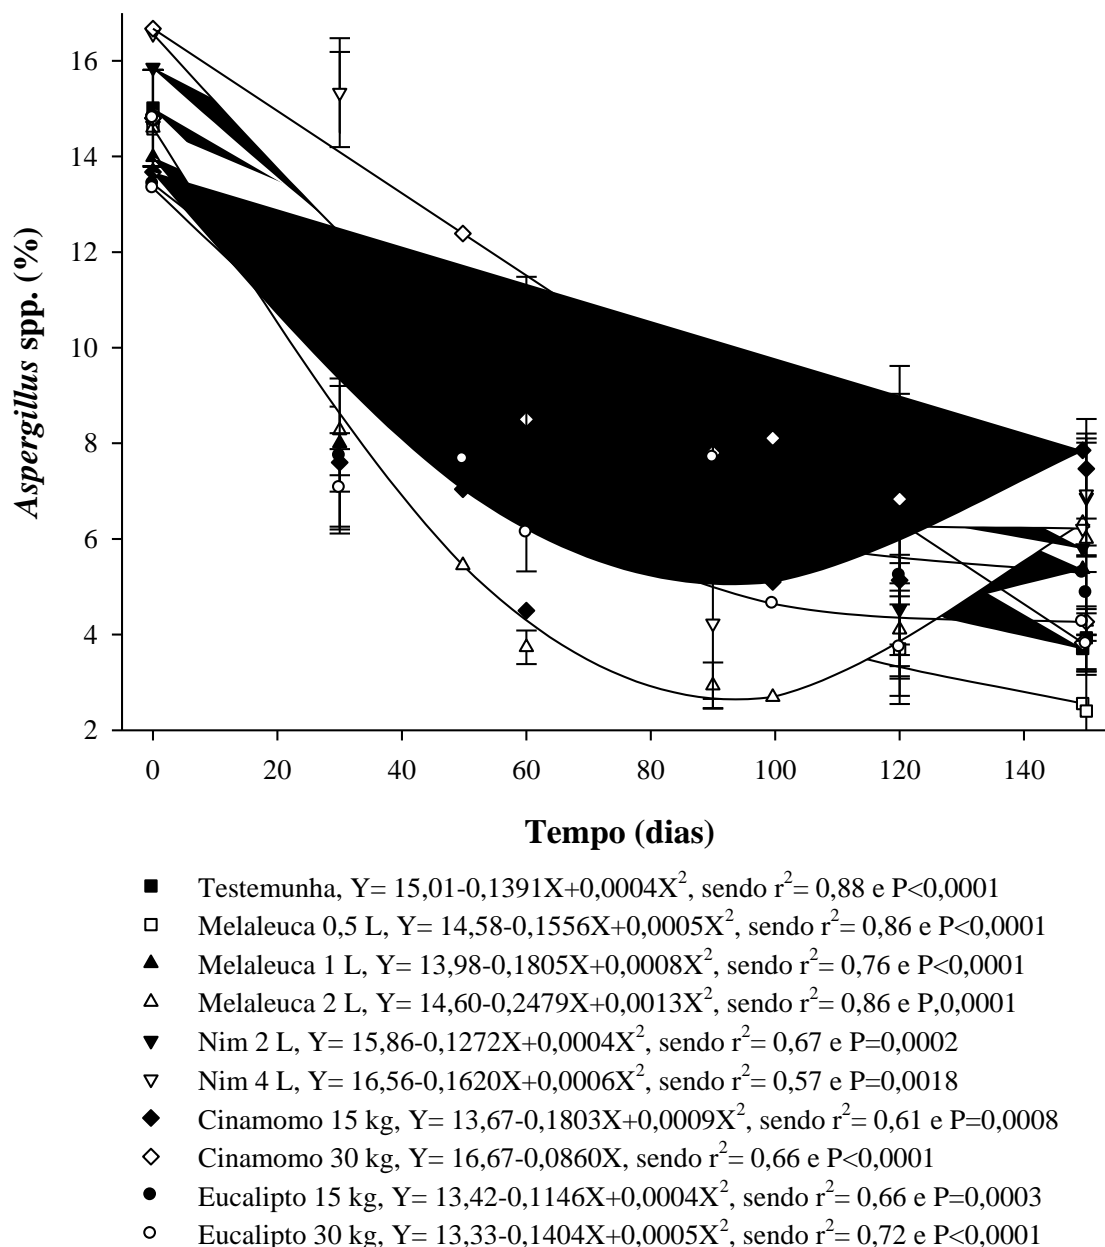 16
14
12
10
8
6
4
2
Aspergillus spp. (%)
0 20 40 60 80 100 120 140
Tempo (dias)
Testemunha, Y= 15,01-0,1391X+0,0004X², sendo r²= 0,88 e P<0,0001
Melaleuca 0,5 L, Y= 14,58-0,1556X+0,0005X², sendo r²= 0,86 e P<0,0001
Melaleuca 1 L, Y= 13,98-0,1805X+0,0008X², sendo r²= 0,76 e P<0,0001
Melaleuca 2 L, Y= 14,60-0,2479X+0,0013X², sendo r²= 0,86 e P,0,0001
Nim 2 L, Y= 15,86-0,1272X+0,0004X², sendo r²= 0,67 e P=0,0002
Nim 4 L, Y= 16,56-0,1620X+0,0006X², sendo r²= 0,57 e P=0,0018
Cinamomo 15 kg, Y= 13,67-0,1803X+0,0009X², sendo r²= 0,61 e P=0,0008
Cinamomo 30 kg, Y= 16,67-0,0860X, sendo r²= 0,66 e P<0,0001
Eucalipto 15 kg, Y= 13,42-0,1146X+0,0004X², sendo r²= 0,66 e P=0,0003
Eucalipto 30 kg, Y= 13,33-0,1404X+0,0005X², sendo r²= 0,72 e P<0,0001